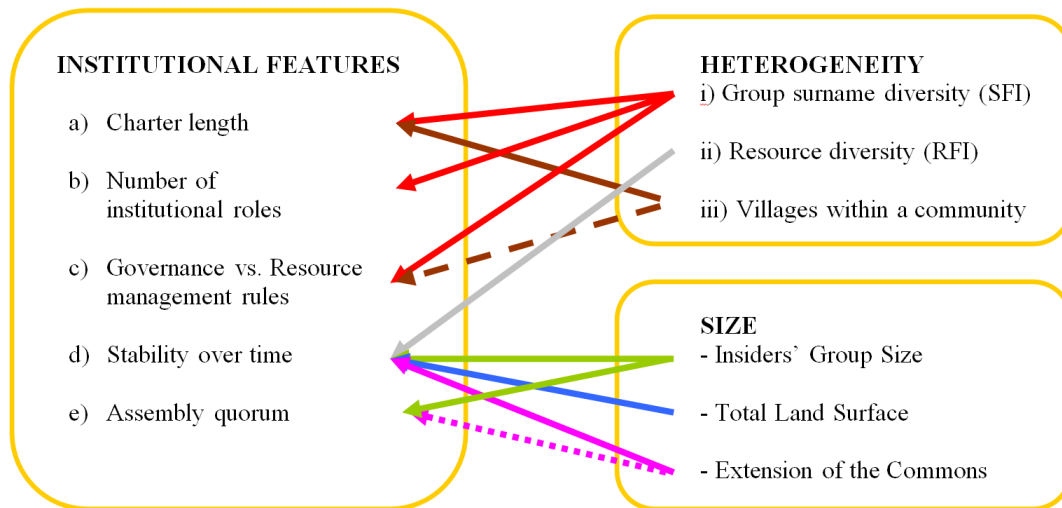 INSTITUTIONAL FEATURES
a) Charter length
b) Number of
institutional roles
c) Governance vs. Resource
management rules
d) Stability over time
e) Assembly quorum
HETEROGENEITY
i) Group surname diversity (SFI)
ii) Resource diversity (RFI)
iii) Villages within a community
SIZE
- Insiders’ Group Size
- Total Land Surface
- Extension of the Commons